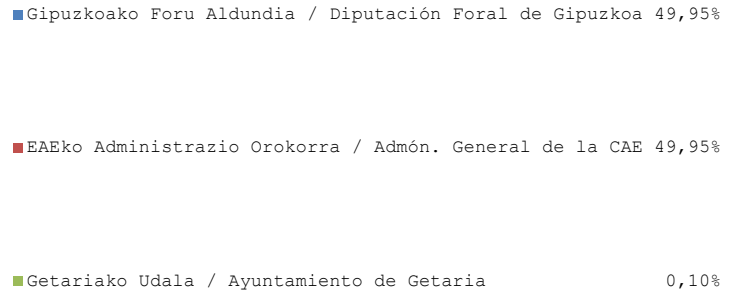 Gipuzkoako Foru Aldundia / Diputación Foral de Gipuzkoa 49,95%
EAEko Administrazio Orokorra / Admón. General de la CAE 49,95%
Getariako Udala / Ayuntamiento de Getaria 0,10%